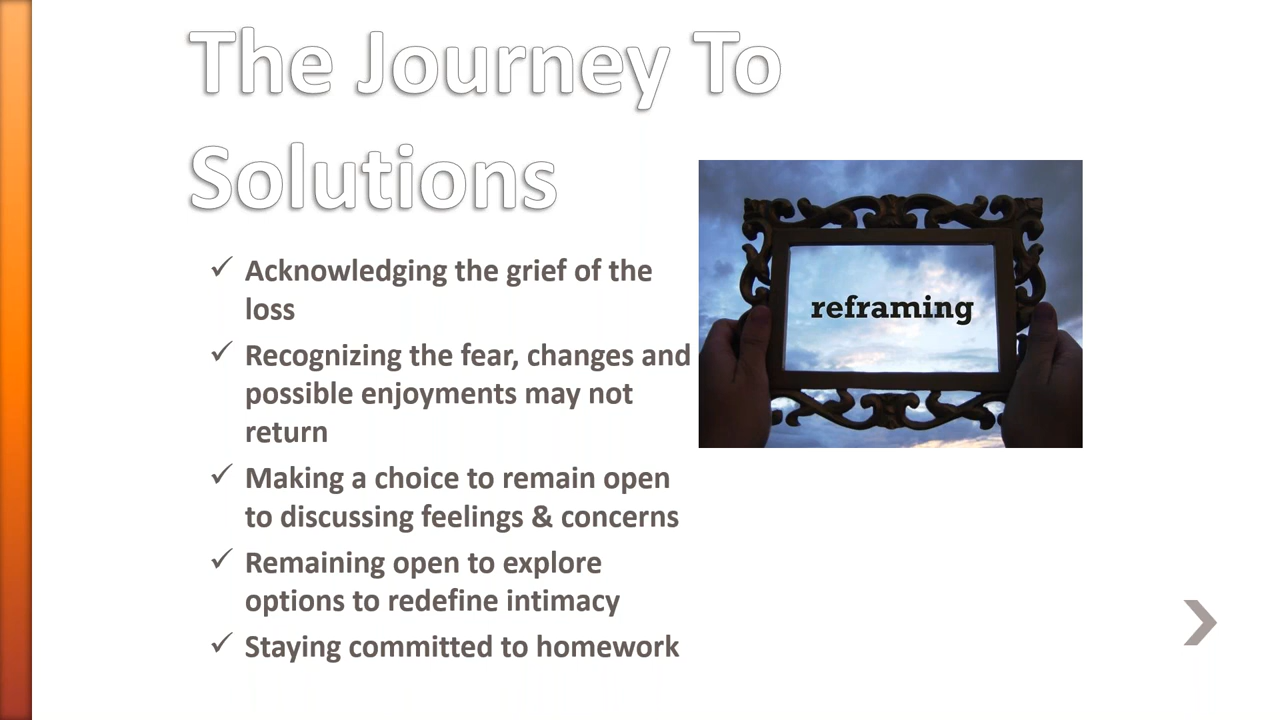 The Journey To
Solutions
✓ Acknowledging the grief of the
loss
✓ Recognizing the fear, changes and
possible enjoyments may not
return
✓ Making a choice to remain open
to discussing feelings & concerns
✓ Remaining open to explore
options to redefine intimacy
✓ Staying committed to homework
reframing